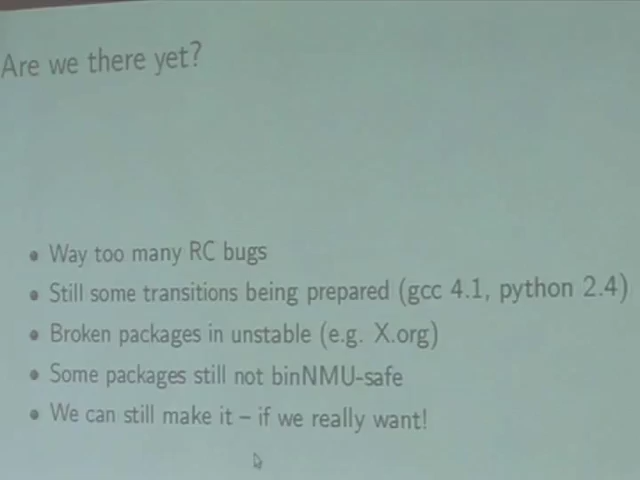 Are we there yet?
• Way too many RC bugs
• Still some transitions being prepared (gcc 4.1, python 2.4)
• Broken packages in unstable (e.g. X.org)
• Some packages still not binNMU-safe
• We can still make it – if we really want!